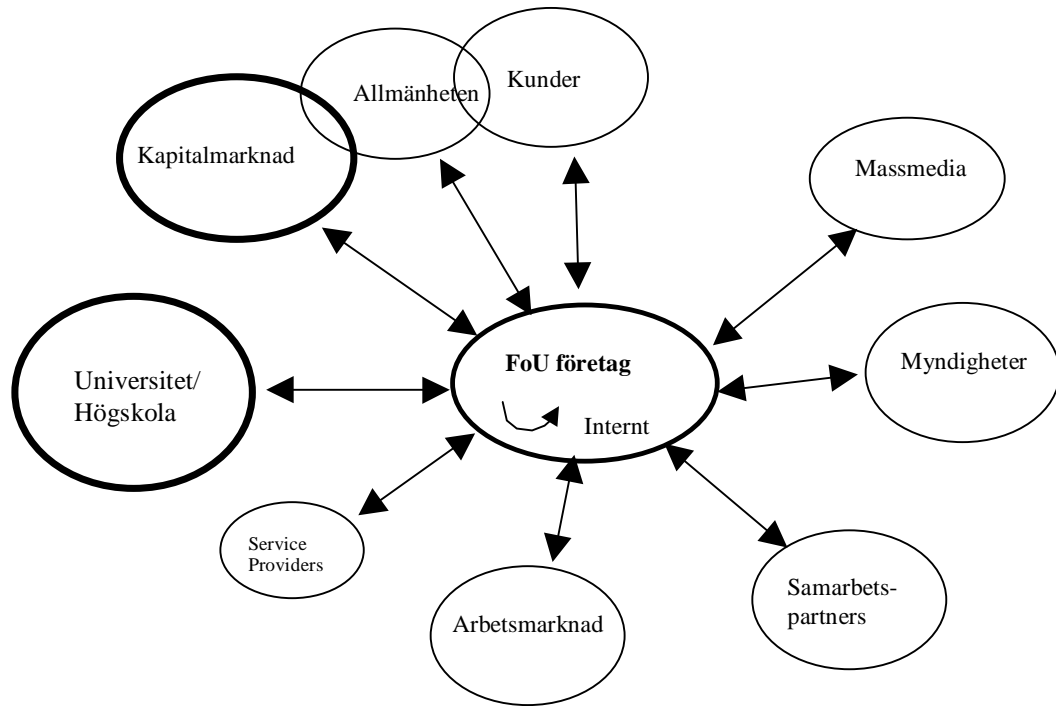 Kunder
Allmänheten
Kapitalmarknad
Massmedia
FoU företag
Internt
Myndigheter
Universitet/
Högskola
Service
Providers
Arbetsmarknad
Samarbets-
partners